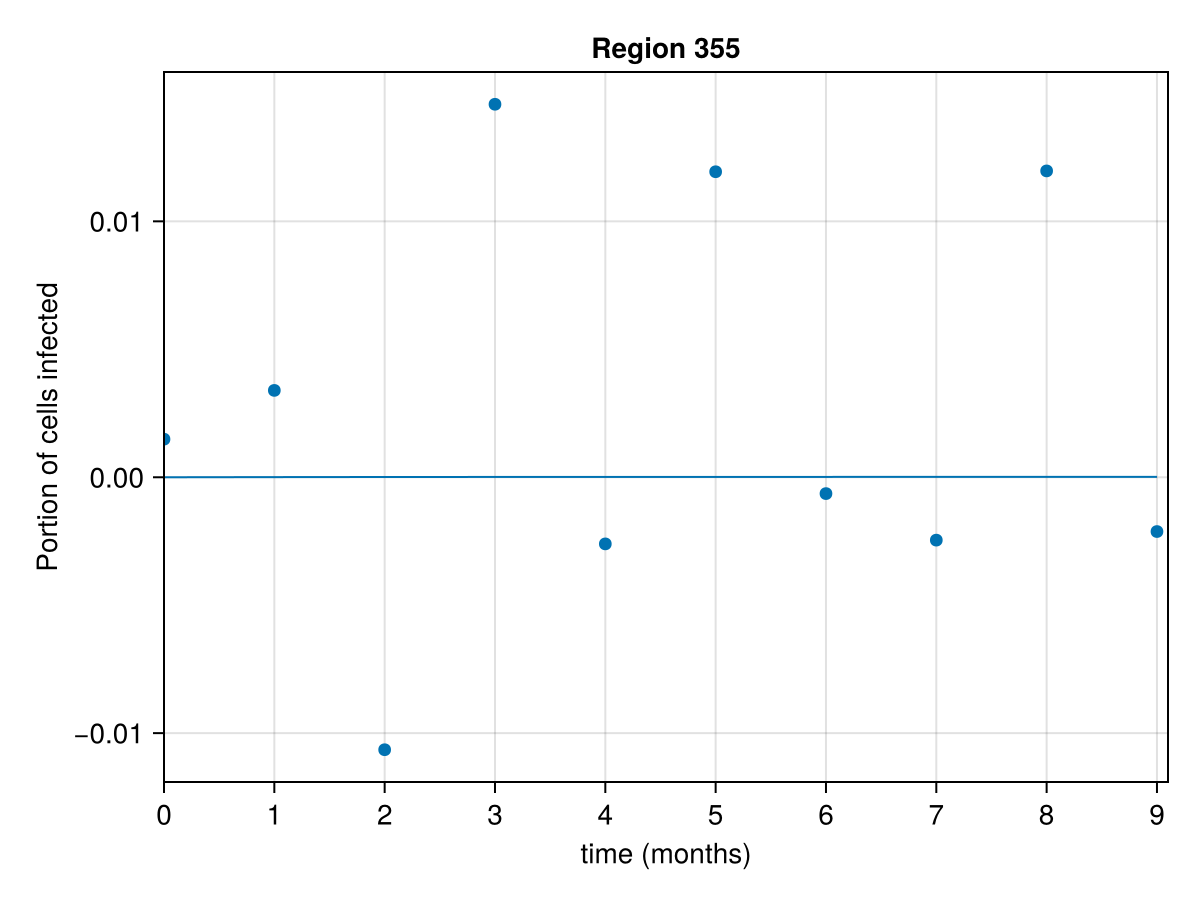 Region 355
Portion of cells infected
0.01
0.00
−0.01
0 1 2 3 4 5 6 7 8 9
time (months)